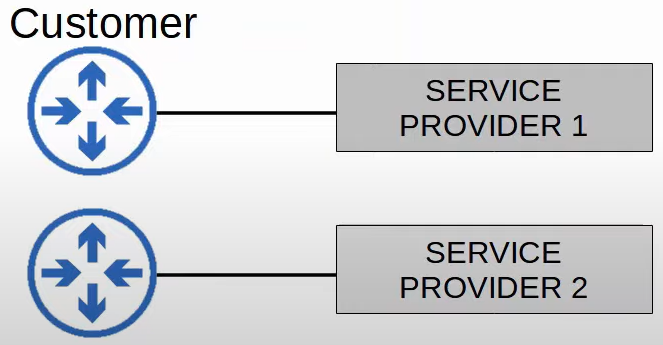 Customer
SERVICE
PROVIDER 1
SERVICE
PROVIDER 2